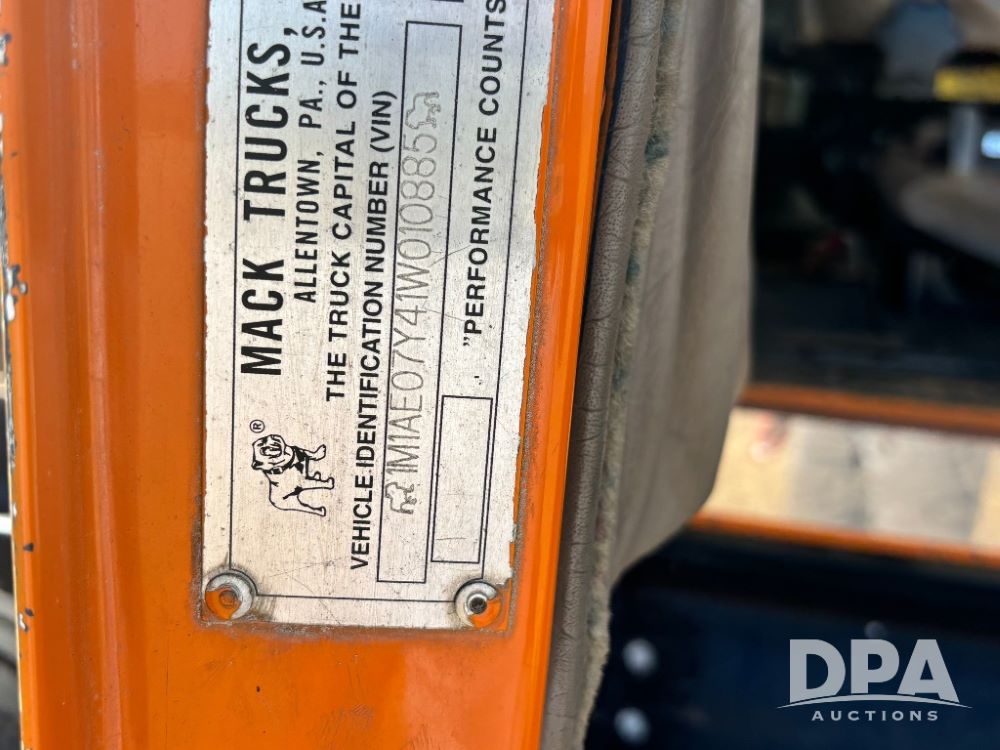 MACK TRUCKS,
ALLENTOWN, PA., U.S.A
THE TRUCK CAPITAL OF THE
VEHICLE IDENTIFICATION NUMBER (VIN)
1M1AE07Y41W010885
"PERFORMANCE COUNTS
®
DPA
AUCTIONS